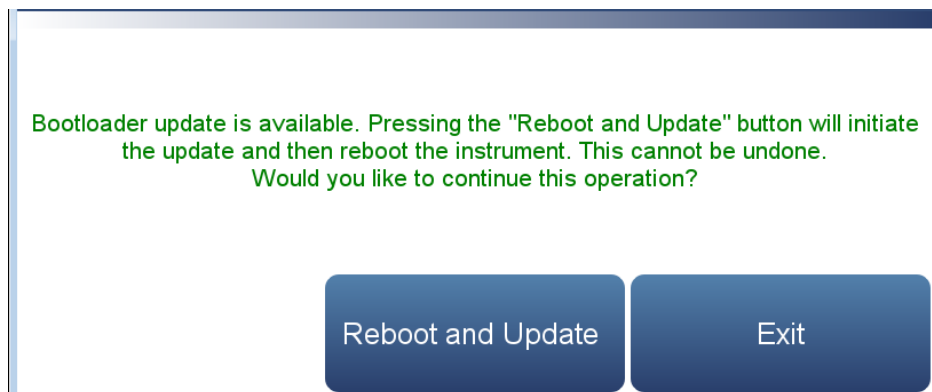 Bootloader update is available. Pressing the "Reboot and Update" button will initiate
the update and then reboot the instrument. This cannot be undone.
Would you like to continue this operation?
Reboot and Update
Exit